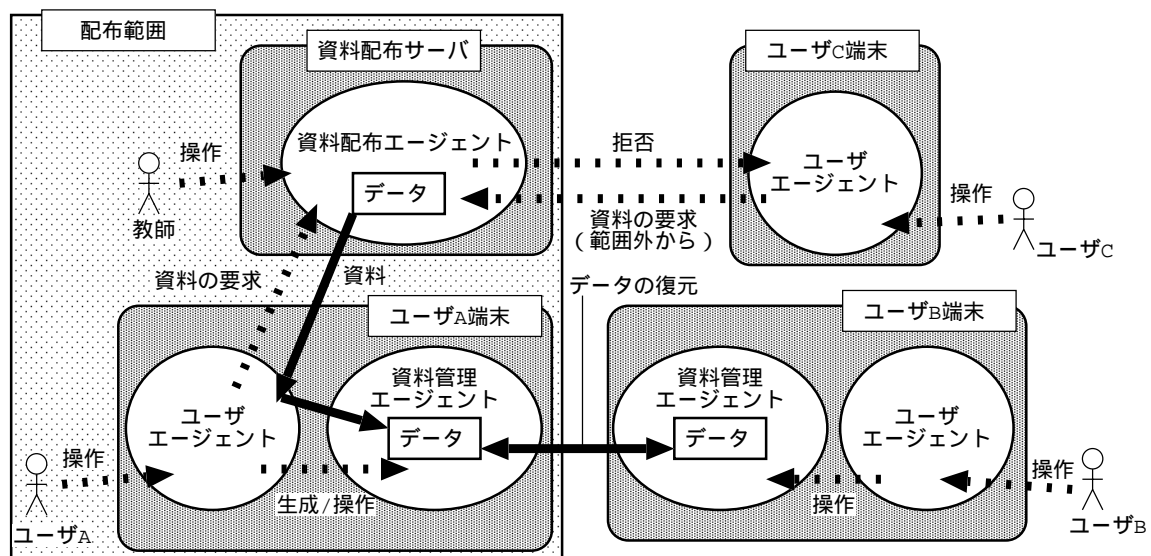 配布範囲
資料配布サーバ
ユーザC端末
資料配布エージェント
データ
操作
教師
拒否
資料の要求
(範囲外から)
ユーザ
エージェント
操作
ユーザC
資料の要求
資料
データの復元
ユーザA端末
ユーザB端末
ユーザ
エージェント
資料管理
エージェント
データ
資料管理
エージェント
データ
ユーザ
エージェント
操作
ユーザA
生成/操作
操作
操作
ユーザB